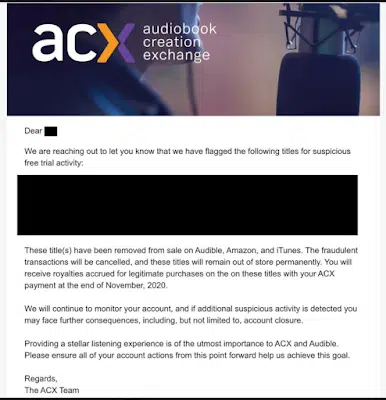 acx audiobook
creation
exchange
Dear
We are reaching out to let you know that we have flagged the following titles for suspicious
free trial activity:
These title(s) have been removed from sale on Audible, Amazon, and iTunes. The fraudulent
transactions will be cancelled, and these titles will remain out of store permanently. You will
receive royalties accrued for legitimate purchases on the on these titles with your ACX
payment at the end of November, 2020.
We will continue to monitor your account, and if additional suspicious activity is detected you
may face further consequences, including, but not limited to, account closure.
Providing a stellar listening experience is of the utmost importance to ACX and Audible.
Please ensure all of your account actions from this point forward help us achieve this goal.
Regards,
The ACX Team